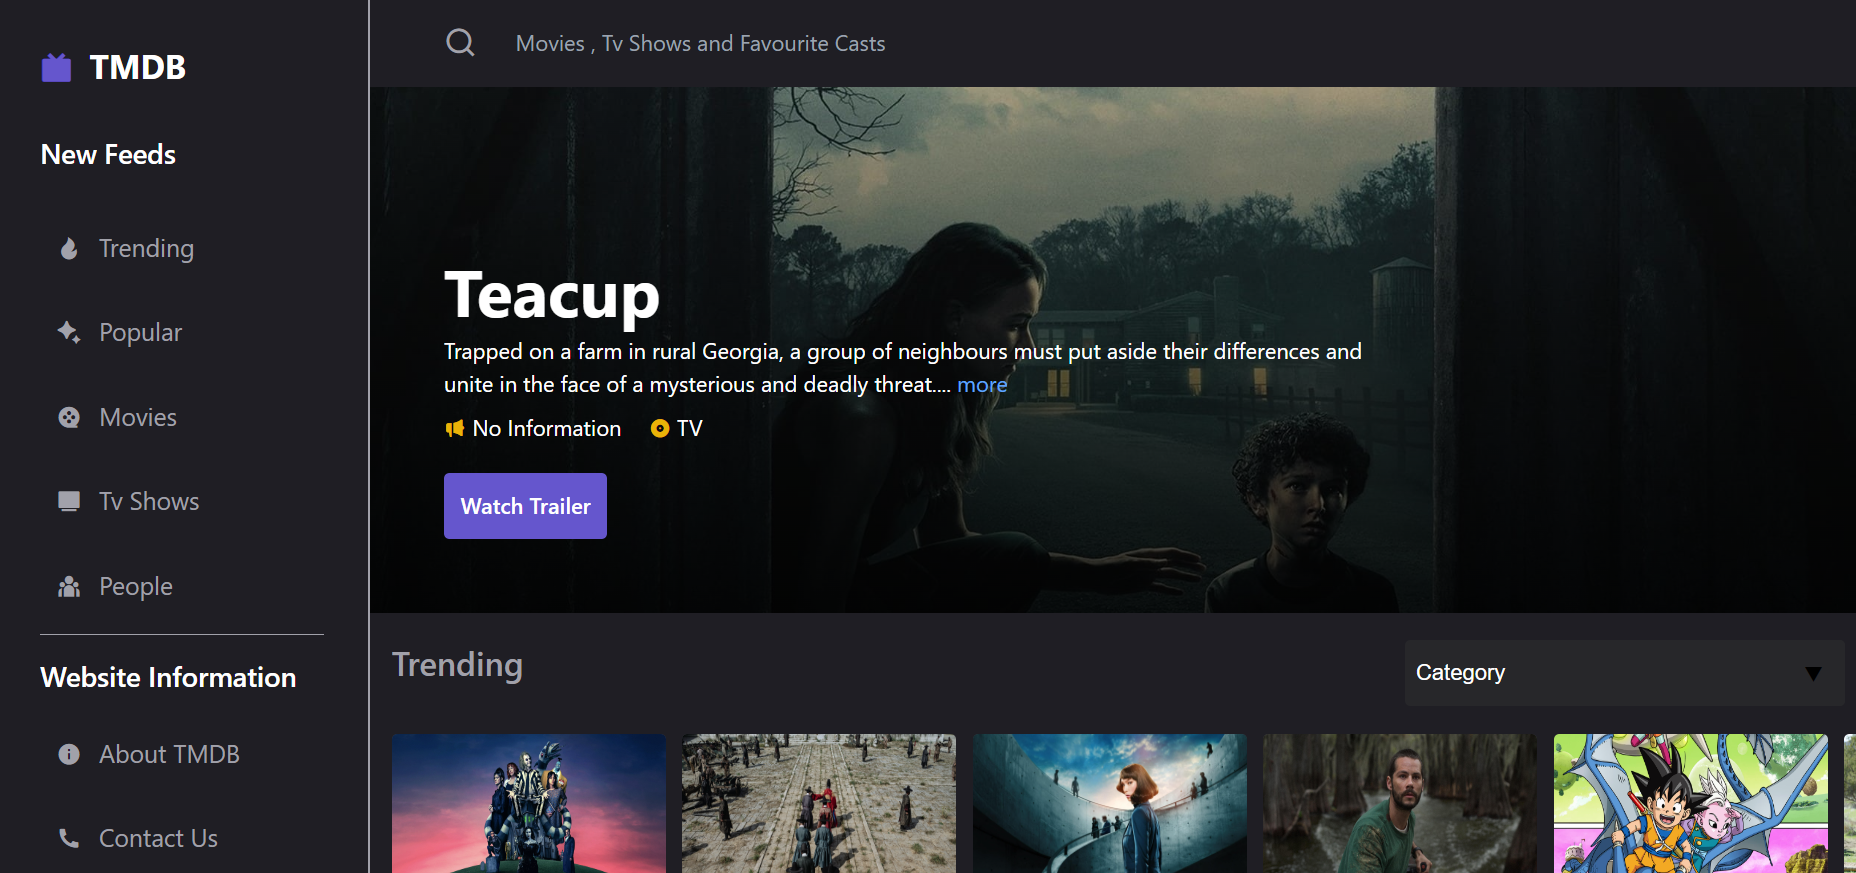 TMDB
New Feeds
Trending
Popular
Movies
Tv Shows
People
Website Information
About TMDB
Contact Us
Movies , Tv Shows and Favourite Casts
Teacup
Trapped on a farm in rural Georgia, a group of neighbours must put aside their differences and
unite in the face of a mysterious and deadly threat.... more
No Information TV
Watch Trailer
Trending
Category